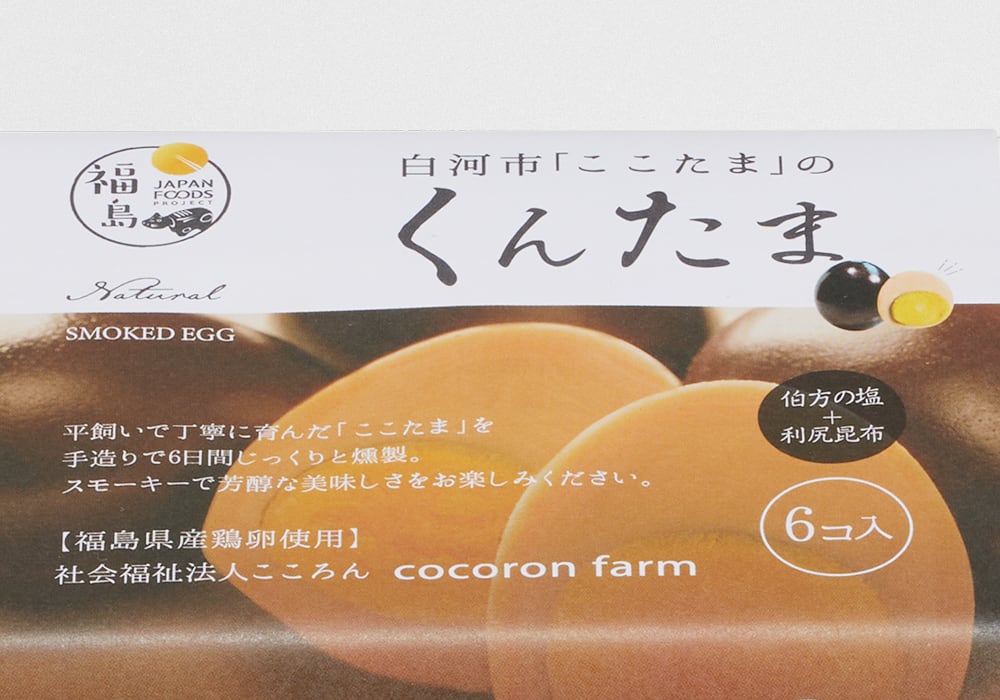 福島
JAPAN
FOODS
PROJECT
白河市「ここたま」の
くんたま
Natural
SMOKED EGG
伯方の塩
+
利尻昆布
平飼いで丁寧に育んだ「ここたま」を
手造りで6日間じっくりと燻製。
スモーキーで芳醇な美味しさをお楽しみください。
6コ入
【福島県産鶏卵使用】
社会福祉法人こころん cocoron farm